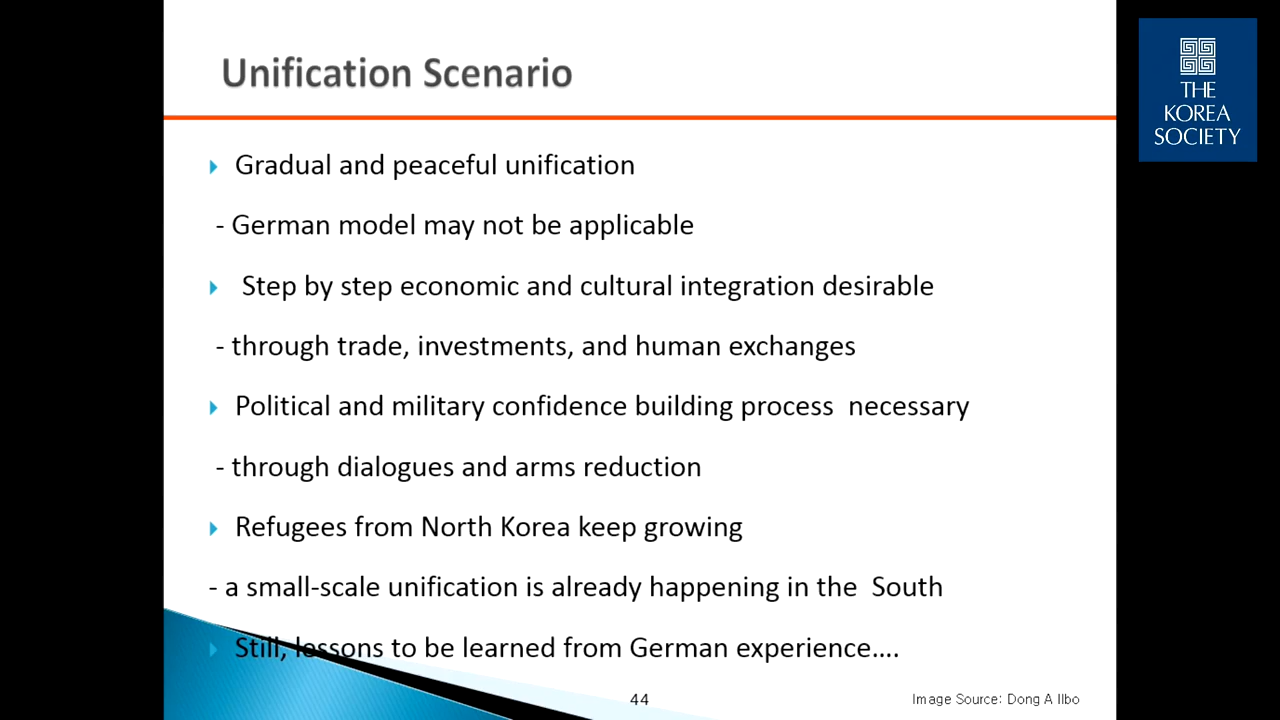 Unification Scenario
THE
KOREA
SOCIETY
Gradual and peaceful unification
- German model may not be applicable
Step by step economic and cultural integration desirable
- through trade, investments, and human exchanges
Political and military confidence building process necessary
- through dialogues and arms reduction
Refugees from North Korea keep growing
- a small-scale unification is already happening in the South
Still, lessons to be learned from German experience....
44
Image Source: Dong A Ilbo